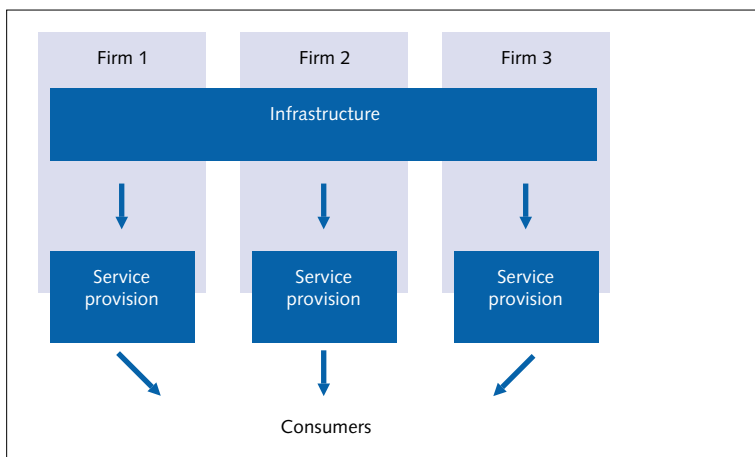 Firm 1
Firm 2
Firm 3
Infrastructure
Service
provision
Service
provision
Service
provision
Consumers